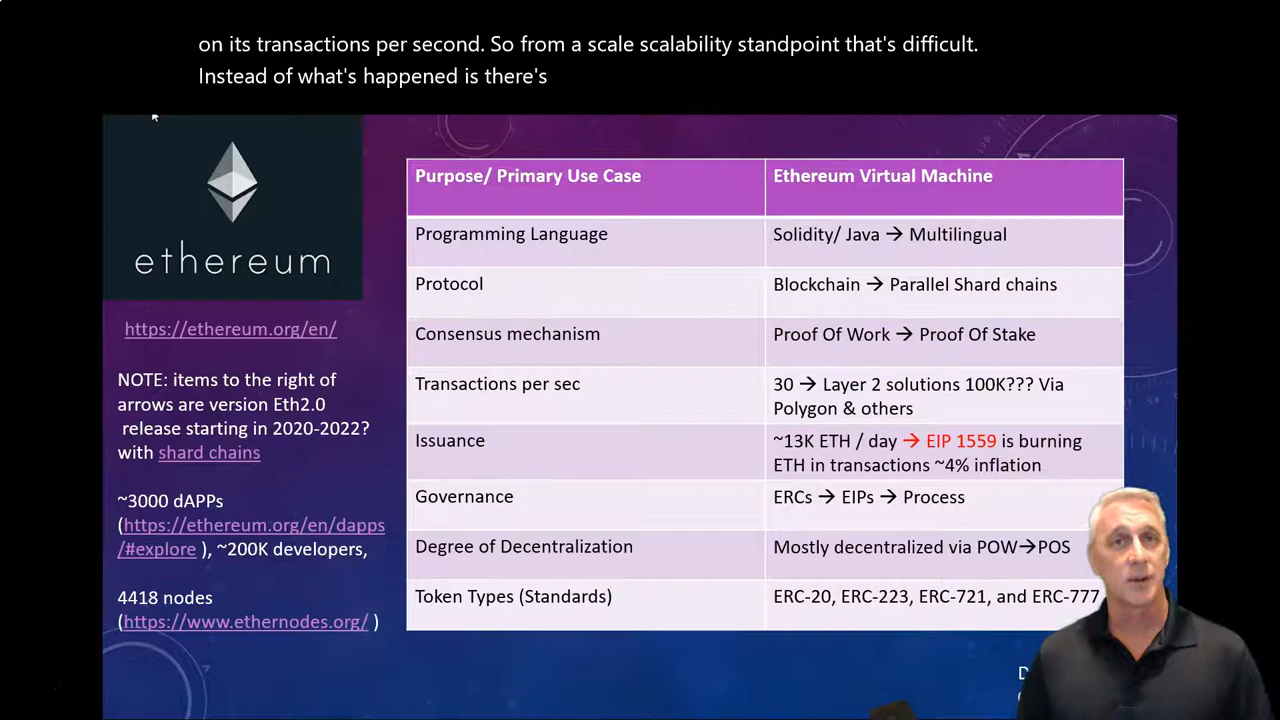 on its transactions per second. So from a scale scalability standpoint that's difficult.
Instead of what's happened is there's
ethereum
https://ethereum.org/en/
NOTE: items to the right of
arrows are version Eth2.0
release starting in 2020-2022?
with shard chains
~3000 dAPPs
(https://ethereum.org/en/dapps
/#explore ), ~200K developers,
4418 nodes
(https://www.ethernodes.org/ )
Purpose/ Primary Use Case
Ethereum Virtual Machine
Programming Language
Solidity/ Java → Multilingual
Protocol
Blockchain → Parallel Shard chains
Consensus mechanism
Proof Of Work → Proof Of Stake
Transactions per sec
30 → Layer 2 solutions 100K??? Via
Polygon & others
Issuance
~13K ETH / day → EIP 1559 is burning
ETH in transactions ~4% inflation
Governance
ERCs → EIPs → Process
Degree of Decentralization
Mostly decentralized via POW→POS
Token Types (Standards)
ERC-20, ERC-223, ERC-721, and ERC-777